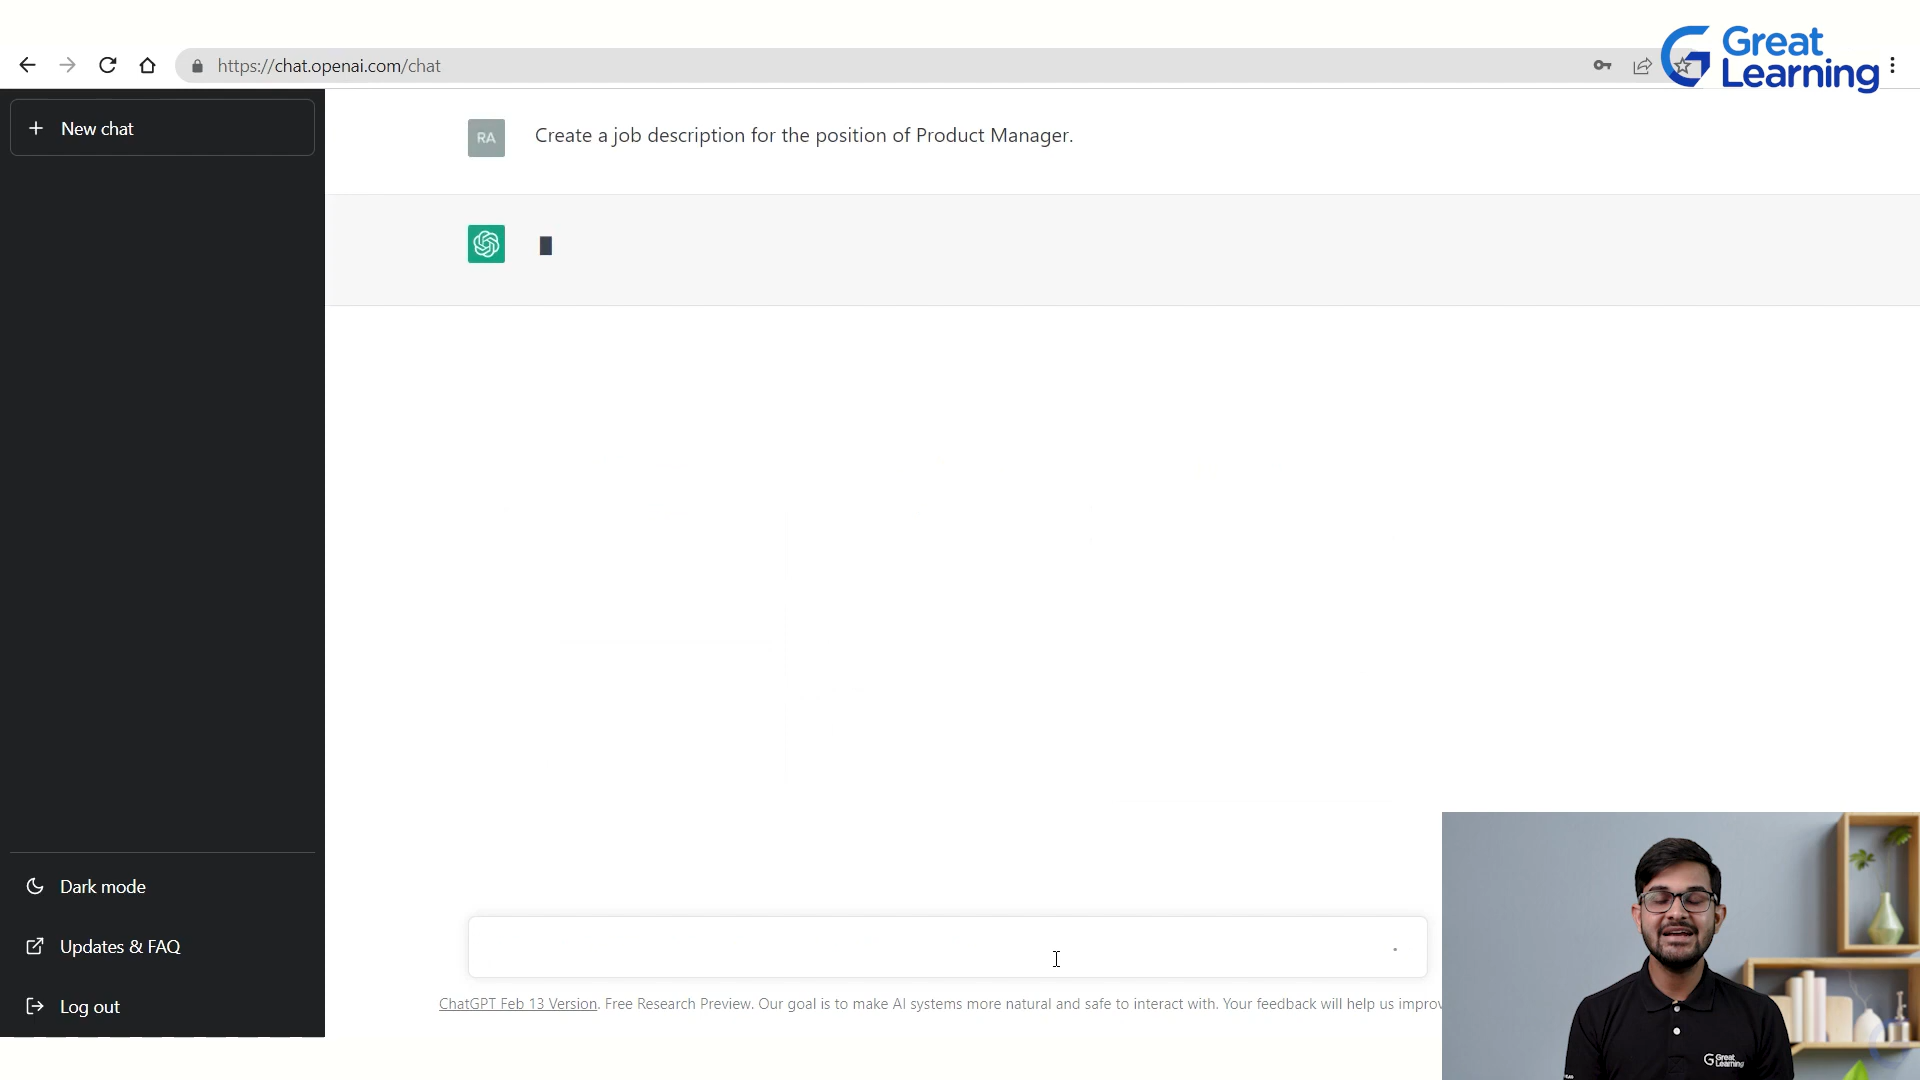 Great
Learning
https://chat.openai.com/chat
New chat
RA
Create a job description for the position of Product Manager.
Dark mode
Updates & FAQ
Log out
ChatGPT Feb 13 Version. Free Research Preview. Our goal is to make AI systems more natural and safe to interact with. Your feedback will help us improv
Great
Learning